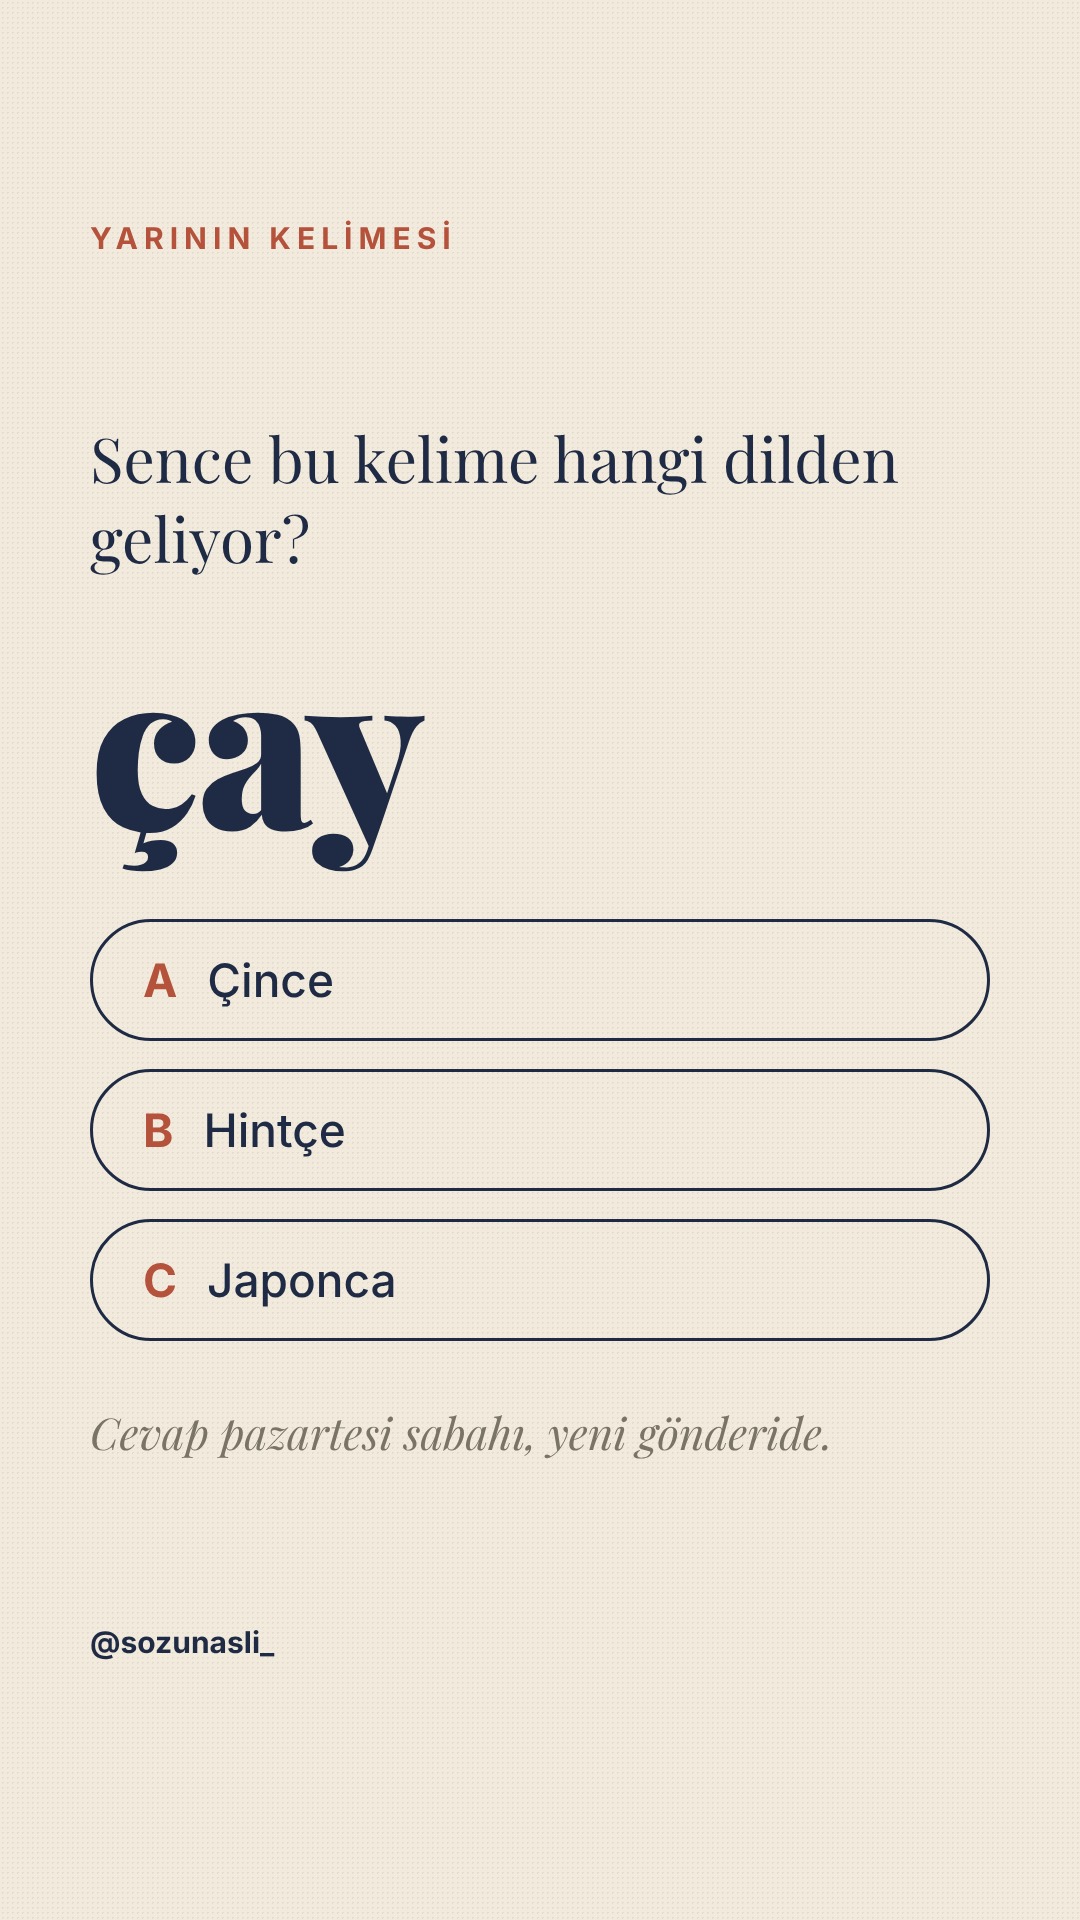 YARININ KELİMESİ
Sence bu kelime hangi dilden
geliyor?
çay
A Çince
B Hintçe
C Japonca
Cevap pazartesi sabahı, yeni gönderide.
@sozunasli_